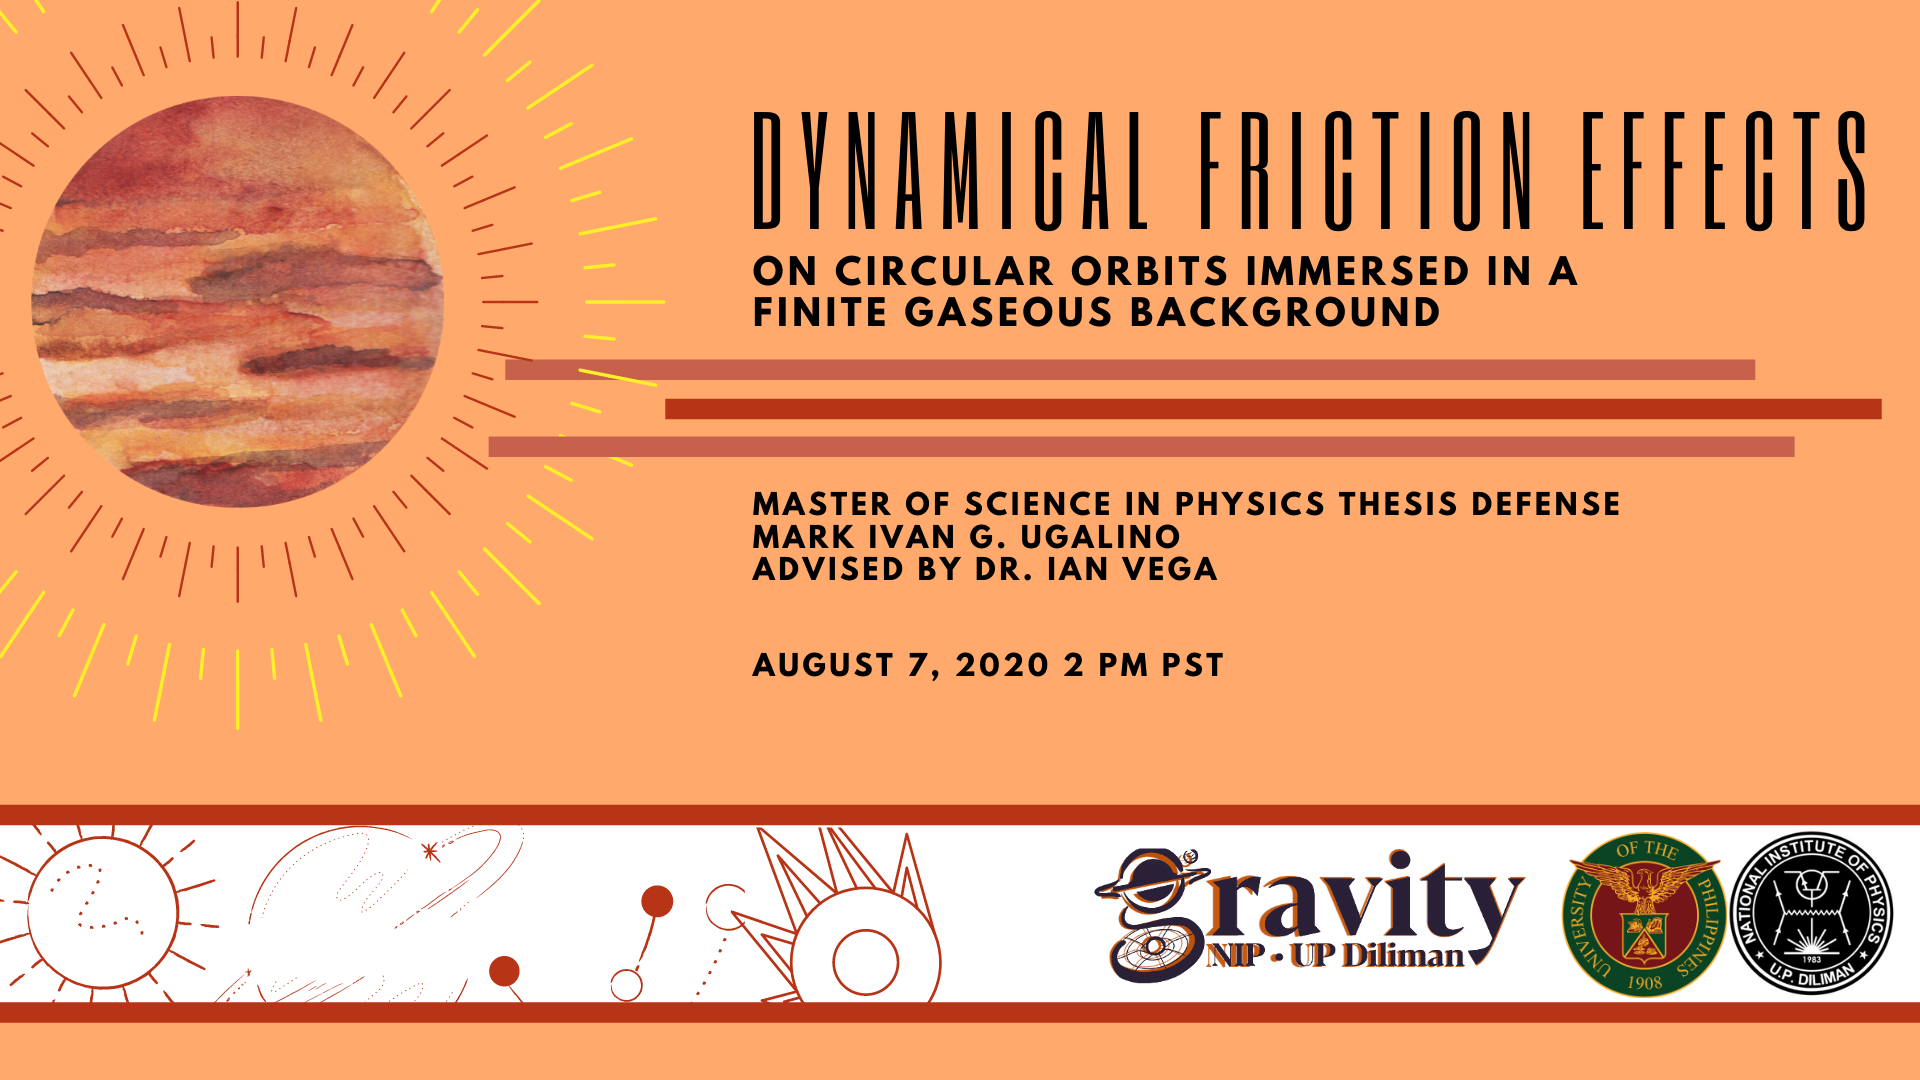 DYNAMICAL FRICTION EFFECTS
ON CIRCULAR ORBITS IMMERSED IN A
FINITE GASEOUS BACKGROUND
MASTER OF SCIENCE IN PHYSICS THESIS DEFENSE
MARK IVAN G. UGALINO
ADVISED BY DR. IAN VEGA
AUGUST 7, 2020 2 PM PST
gravity
NIP • UP Diliman
UNIVERSITY OF THE PHILIPPINES
1908
NATIONAL INSTITUTE OF PHYSICS
1983
U.P. DILIMAN